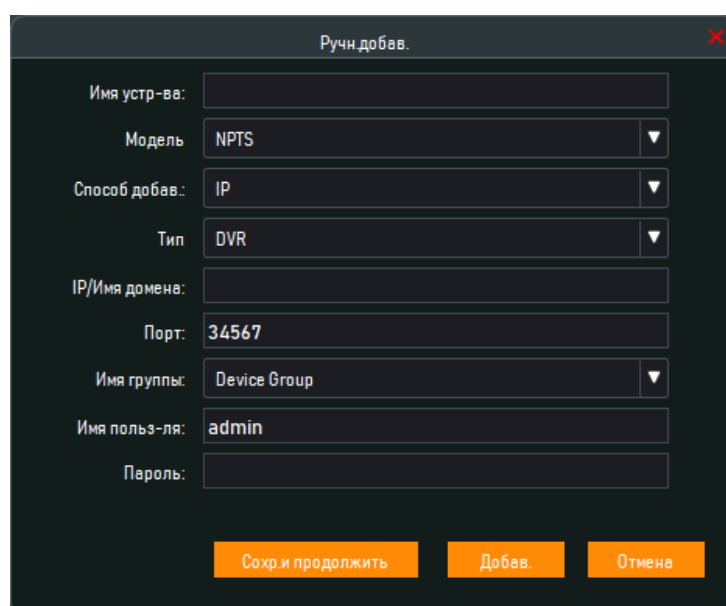 Ручн.добав.
Имя устр-ва:
Модель NPTS
Способ добав.: IP
Тип DVR
IP/Имя домена:
Порт: 34567
Имя группы: Device Group
Имя польз-ля: admin
Пароль:
Сохр.и продолжить Добав. Отмена